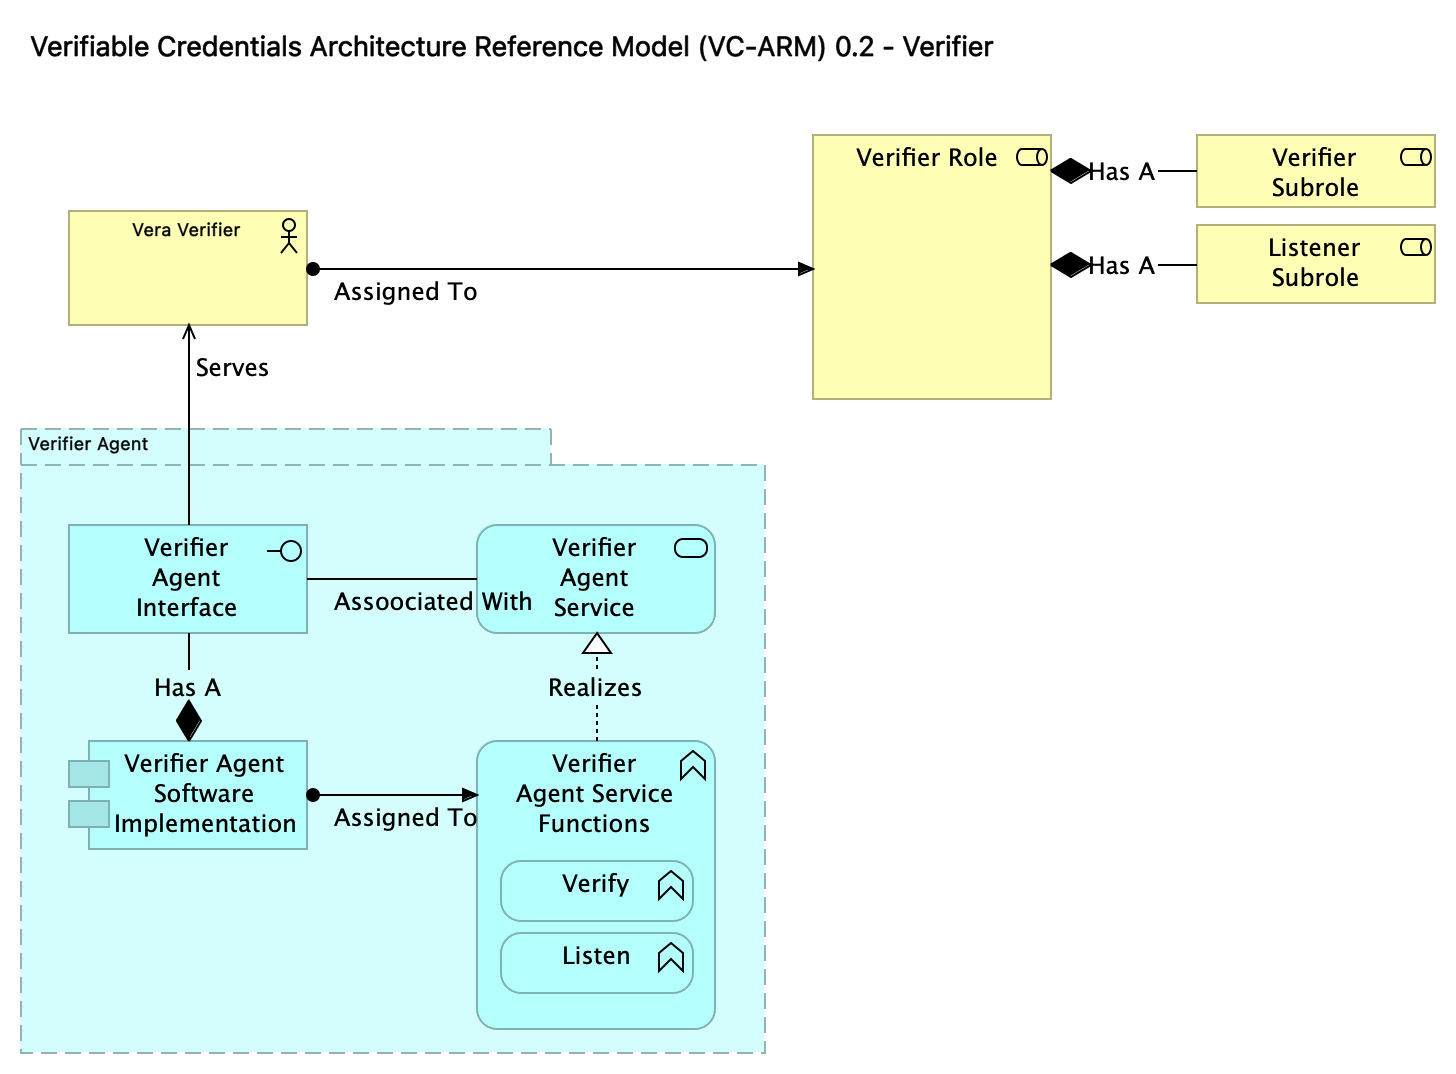 Verifiable Credentials Architecture Reference Model (VC-ARM) 0.2 - Verifier
Verifier Role
Has A
Verifier
Subrole
Vera Verifier
Assigned To
Has A
Listener
Subrole
Serves
Verifier Agent
Verifier
Agent
Interface
Assoociated With
Verifier
Agent
Service
Has A
Realizes
Verifier Agent
Software
Implementation
Assigned To
Verifier
Agent Service
Functions
Verify
Listen